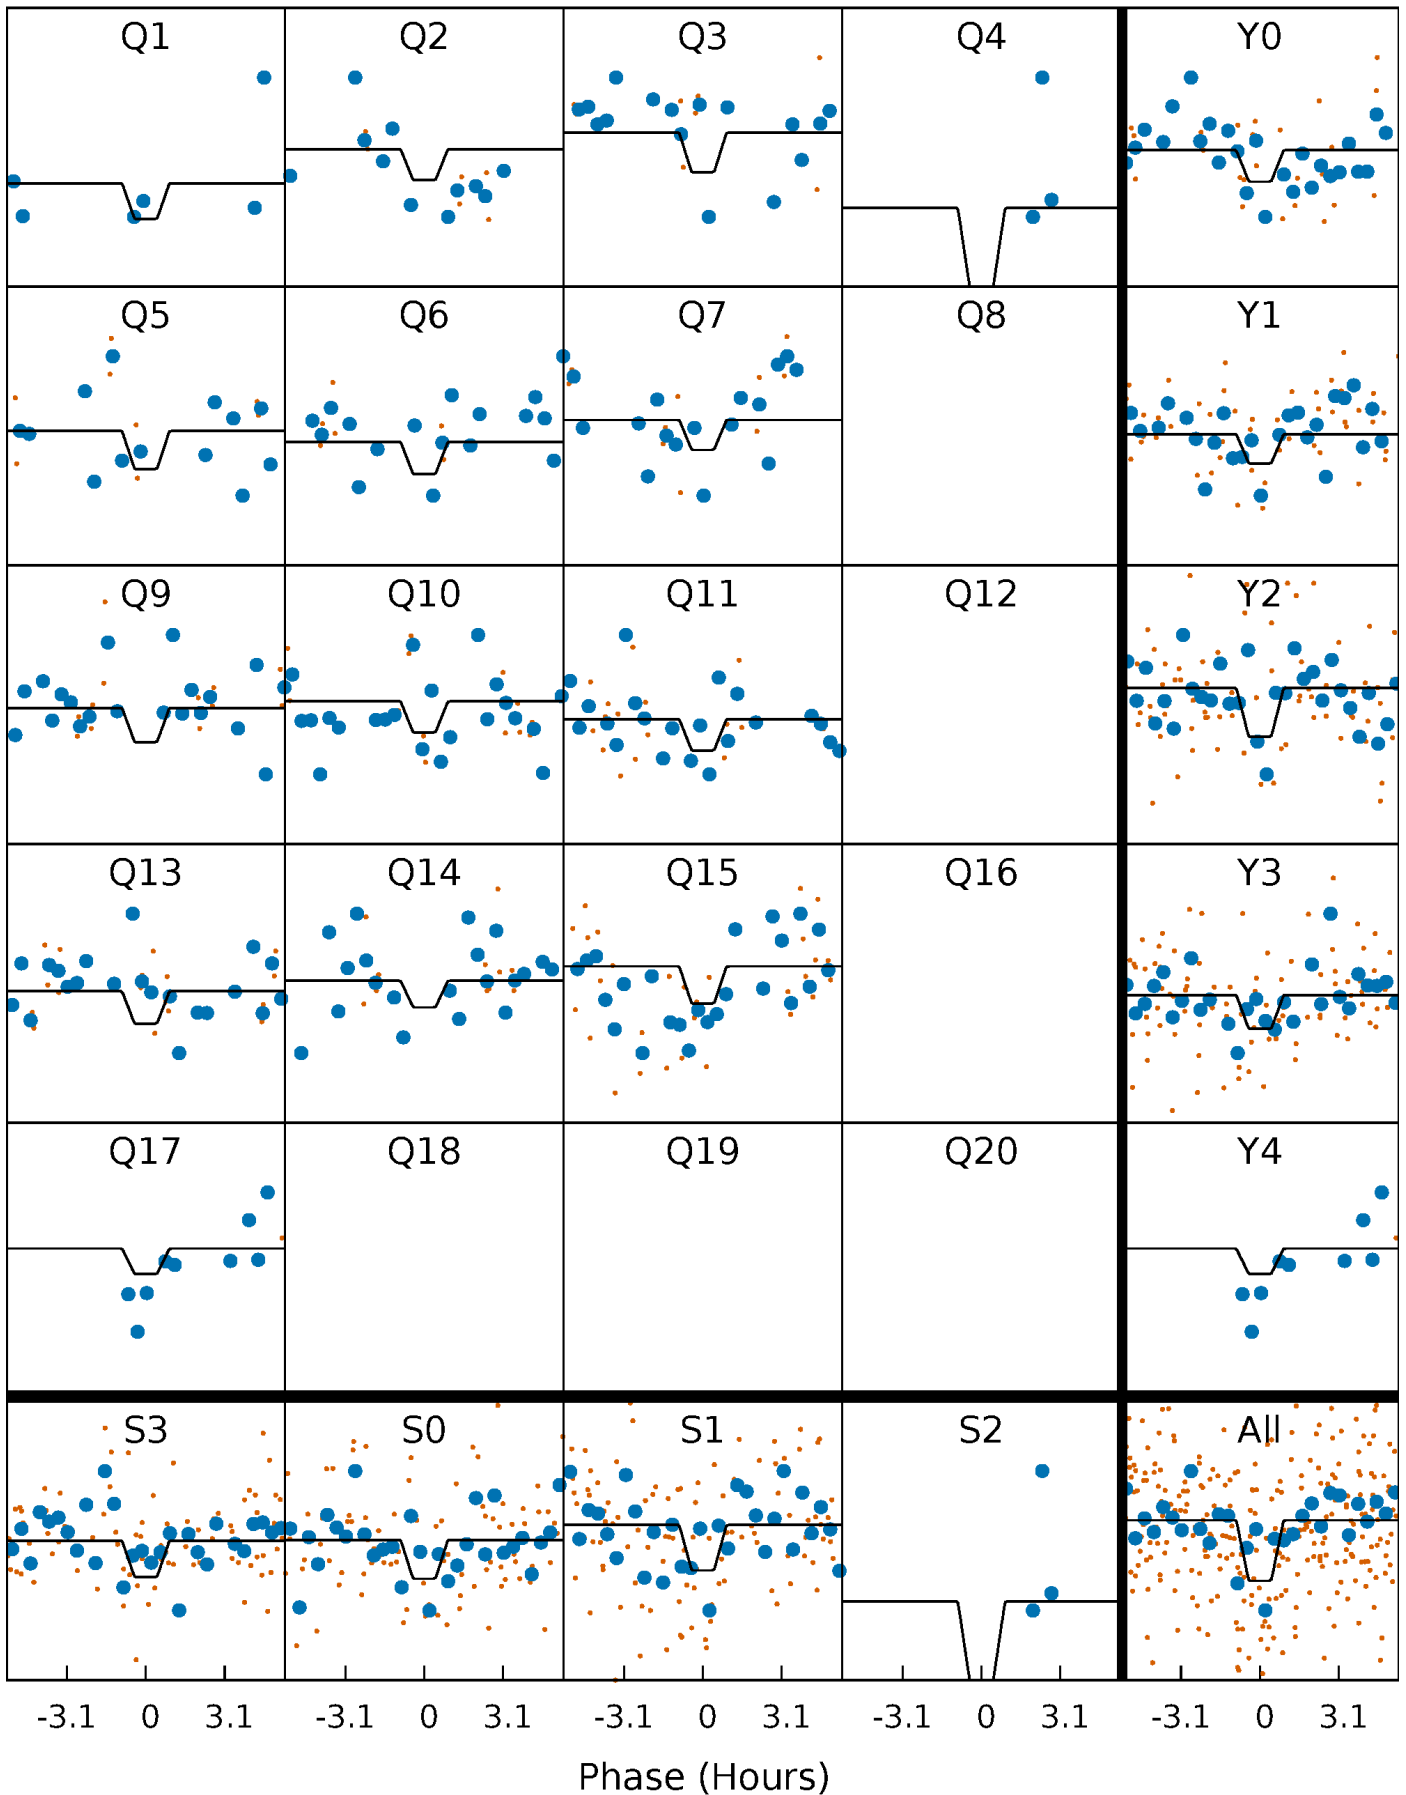 Q1 Q2 Q3 Q4 Y0
Q5 Q6 Q7 Q8 Y1
Q9 Q10 Q11 Q12 Y2
Q13 Q14 Q15 Q16 Y3
Q17 Q18 Q19 Q20 Y4
S3 S0 S1 S2 All
-3.1 0 3.1 -3.1 0 3.1 -3.1 0 3.1 -3.1 0 3.1 -3.1 0 3.1
Phase (Hours)